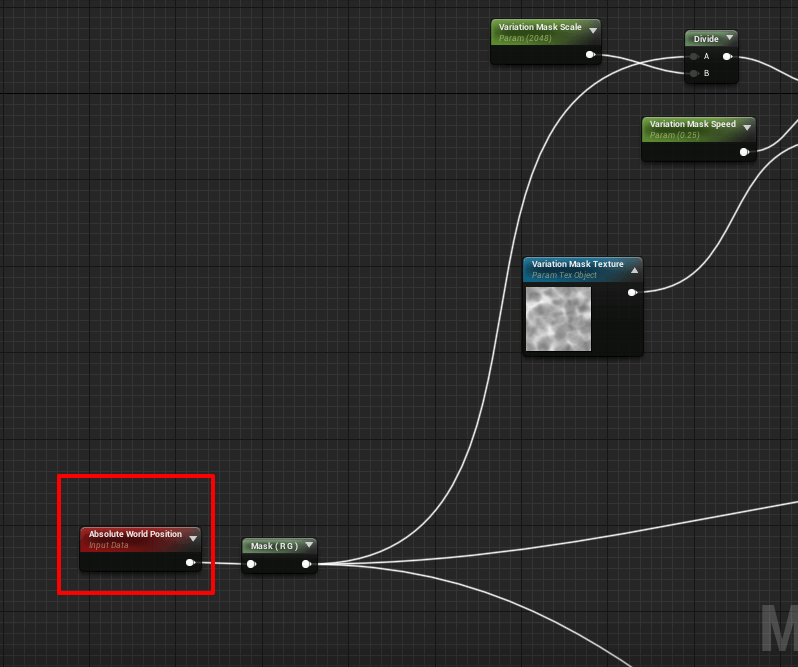 Variation Mask Scale
Param (2048)
Divide
A
B
Variation Mask Speed
Param (0.25)
Variation Mask Texture
Param Tex Object
Absolute World Position
Input Data
Mask ( R G )
M